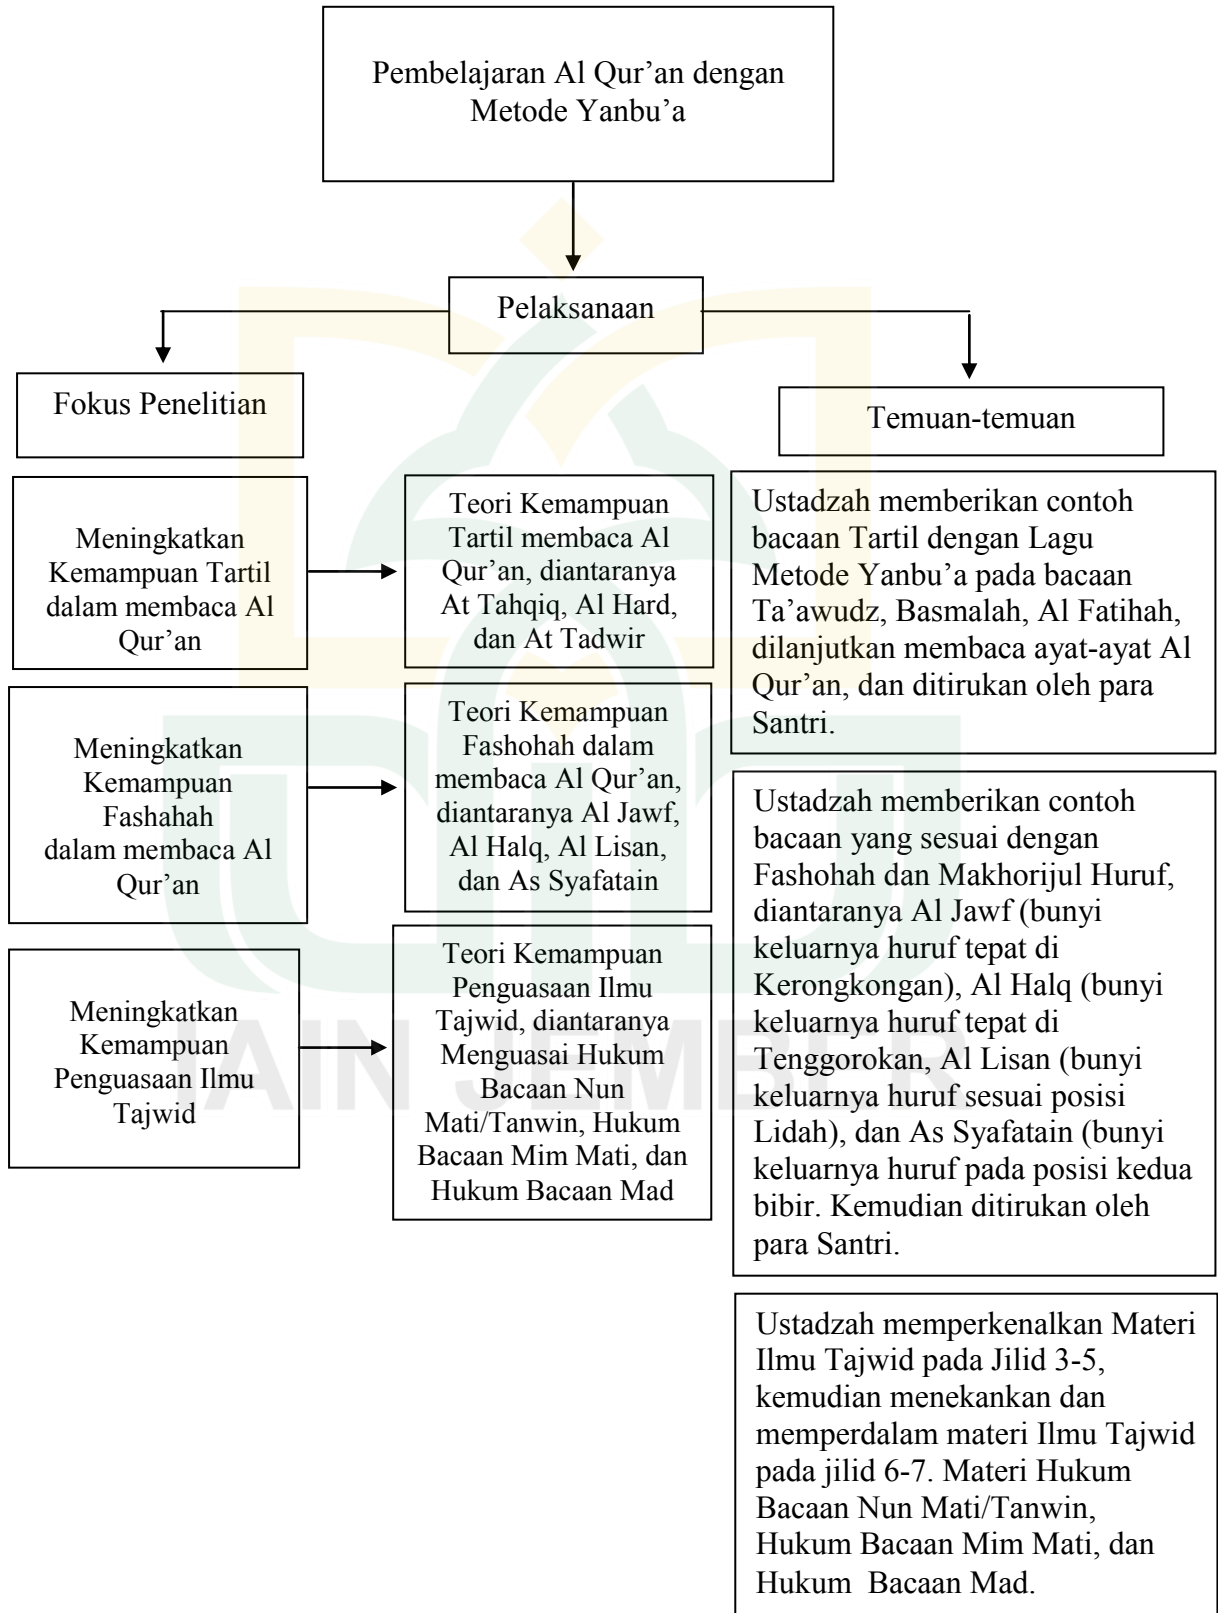 Pembelajaran Al Qur’an dengan
Metode Yanbu’a
Pelaksanaan
Fokus Penelitian
Temuan-temuan
Meningkatkan
Kemampuan Tartil
dalam membaca Al
Qur’an
Teori Kemampuan
Tartil membaca Al
Qur’an, diantaranya
At Tahqiq, Al Hard,
dan At Tadwir
Ustadzah memberikan contoh
bacaan Tartil dengan Lagu
Metode Yanbu’a pada bacaan
Ta’awudz, Basmalah, Al Fatihah,
dilanjutkan membaca ayat-ayat Al
Qur’an, dan ditirukan oleh para
Santri.
Meningkatkan
Kemampuan
Fashahah
dalam membaca Al
Qur’an
Teori Kemampuan
Fashohah dalam
membaca Al Qur’an,
diantaranya Al Jawf,
Al Halq, Al Lisan,
dan As Syafatain
Ustadzah memberikan contoh
bacaan yang sesuai dengan
Fashohah dan Makhorijul Huruf,
diantaranya Al Jawf (bunyi
keluarnya huruf tepat di
Kerongkongan), Al Halq (bunyi
keluarnya huruf tepat di
Tenggorokan, Al Lisan (bunyi
keluarnya huruf sesuai posisi
Lidah), dan As Syafatain (bunyi
keluarnya huruf pada posisi kedua
bibir. Kemudian ditirukan oleh
para Santri.
Meningkatkan
Kemampuan
Penguasaan Ilmu
Tajwid
Teori Kemampuan
Penguasaan Ilmu
Tajwid, diantaranya
Menguasai Hukum
Bacaan Nun
Mati/Tanwin, Hukum
Bacaan Mim Mati, dan
Hukum Bacaan Mad
Ustadzah memperkenalkan Materi
Ilmu Tajwid pada Jilid 3-5,
kemudian menekankan dan
memperdalam materi Ilmu Tajwid
pada jilid 6-7. Materi Hukum
Bacaan Nun Mati/Tanwin,
Hukum Bacaan Mim Mati, dan
Hukum  Bacaan Mad.
IAIN JEMBER